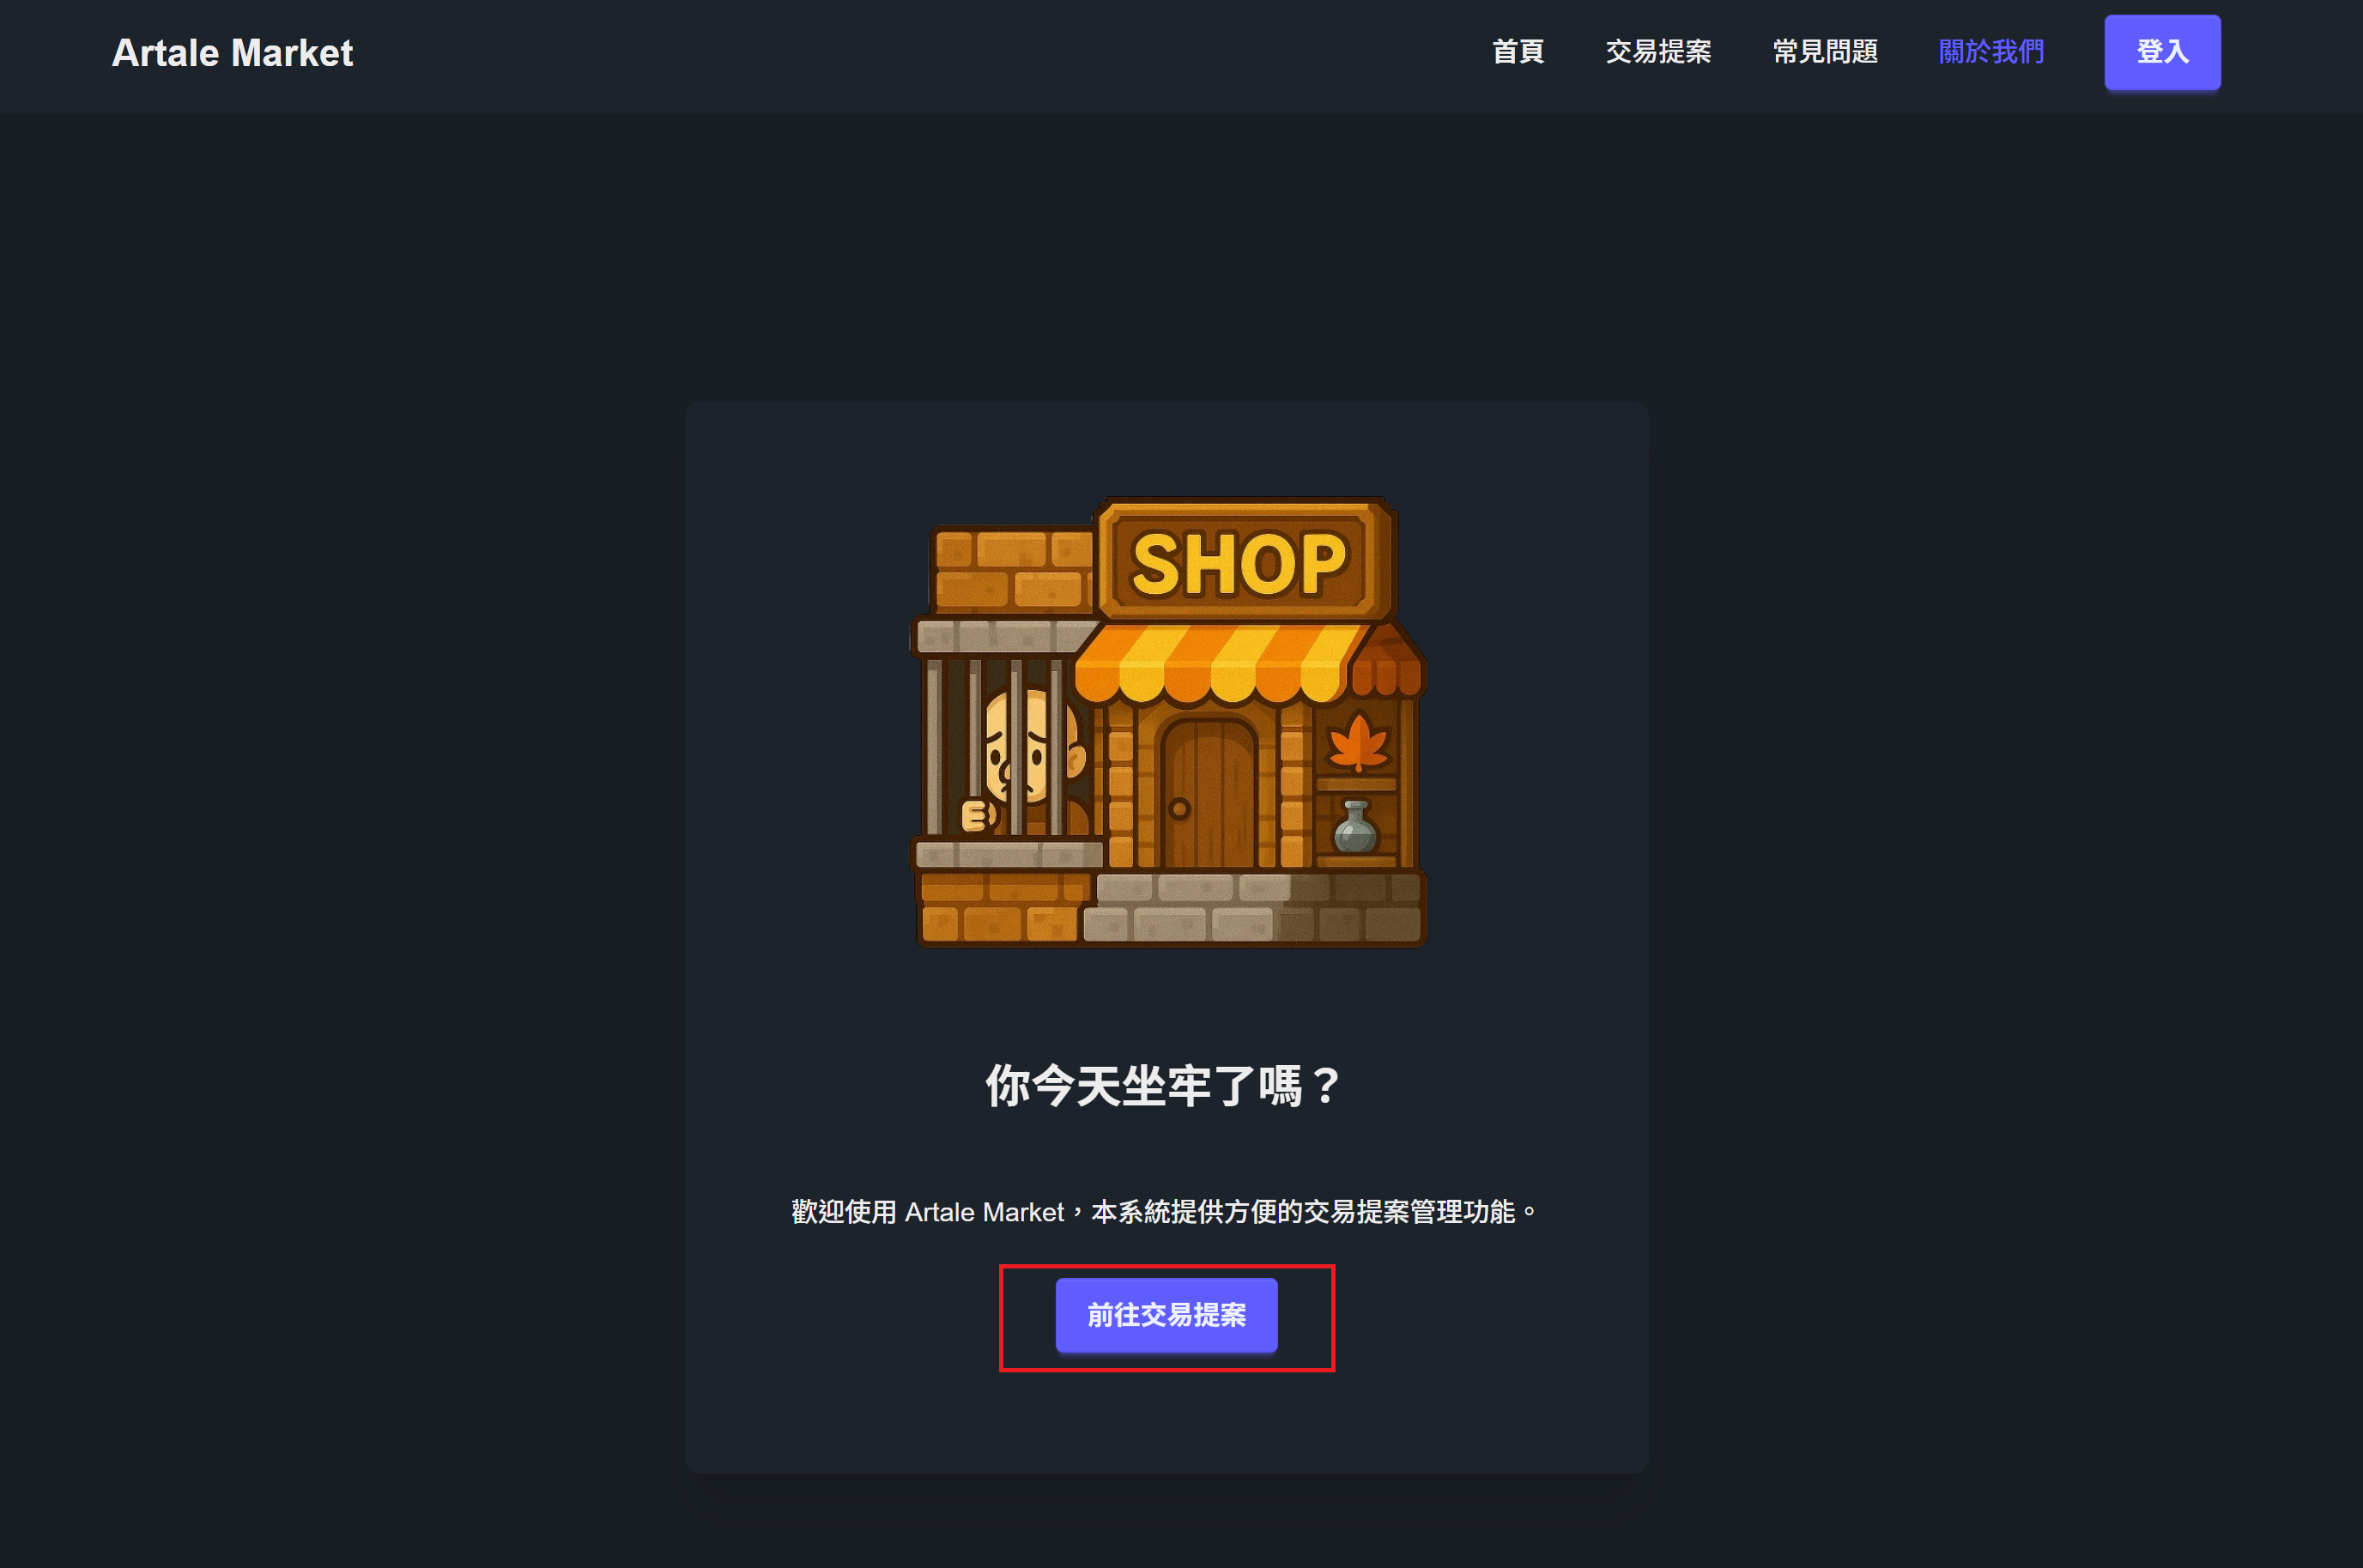 Artale Market
首頁 交易提案 常見問題 關於我們 登入
SHOP
你今天坐牢了嗎？
歡迎使用 Artale Market，本系統提供方便的交易提案管理功能。
前往交易提案